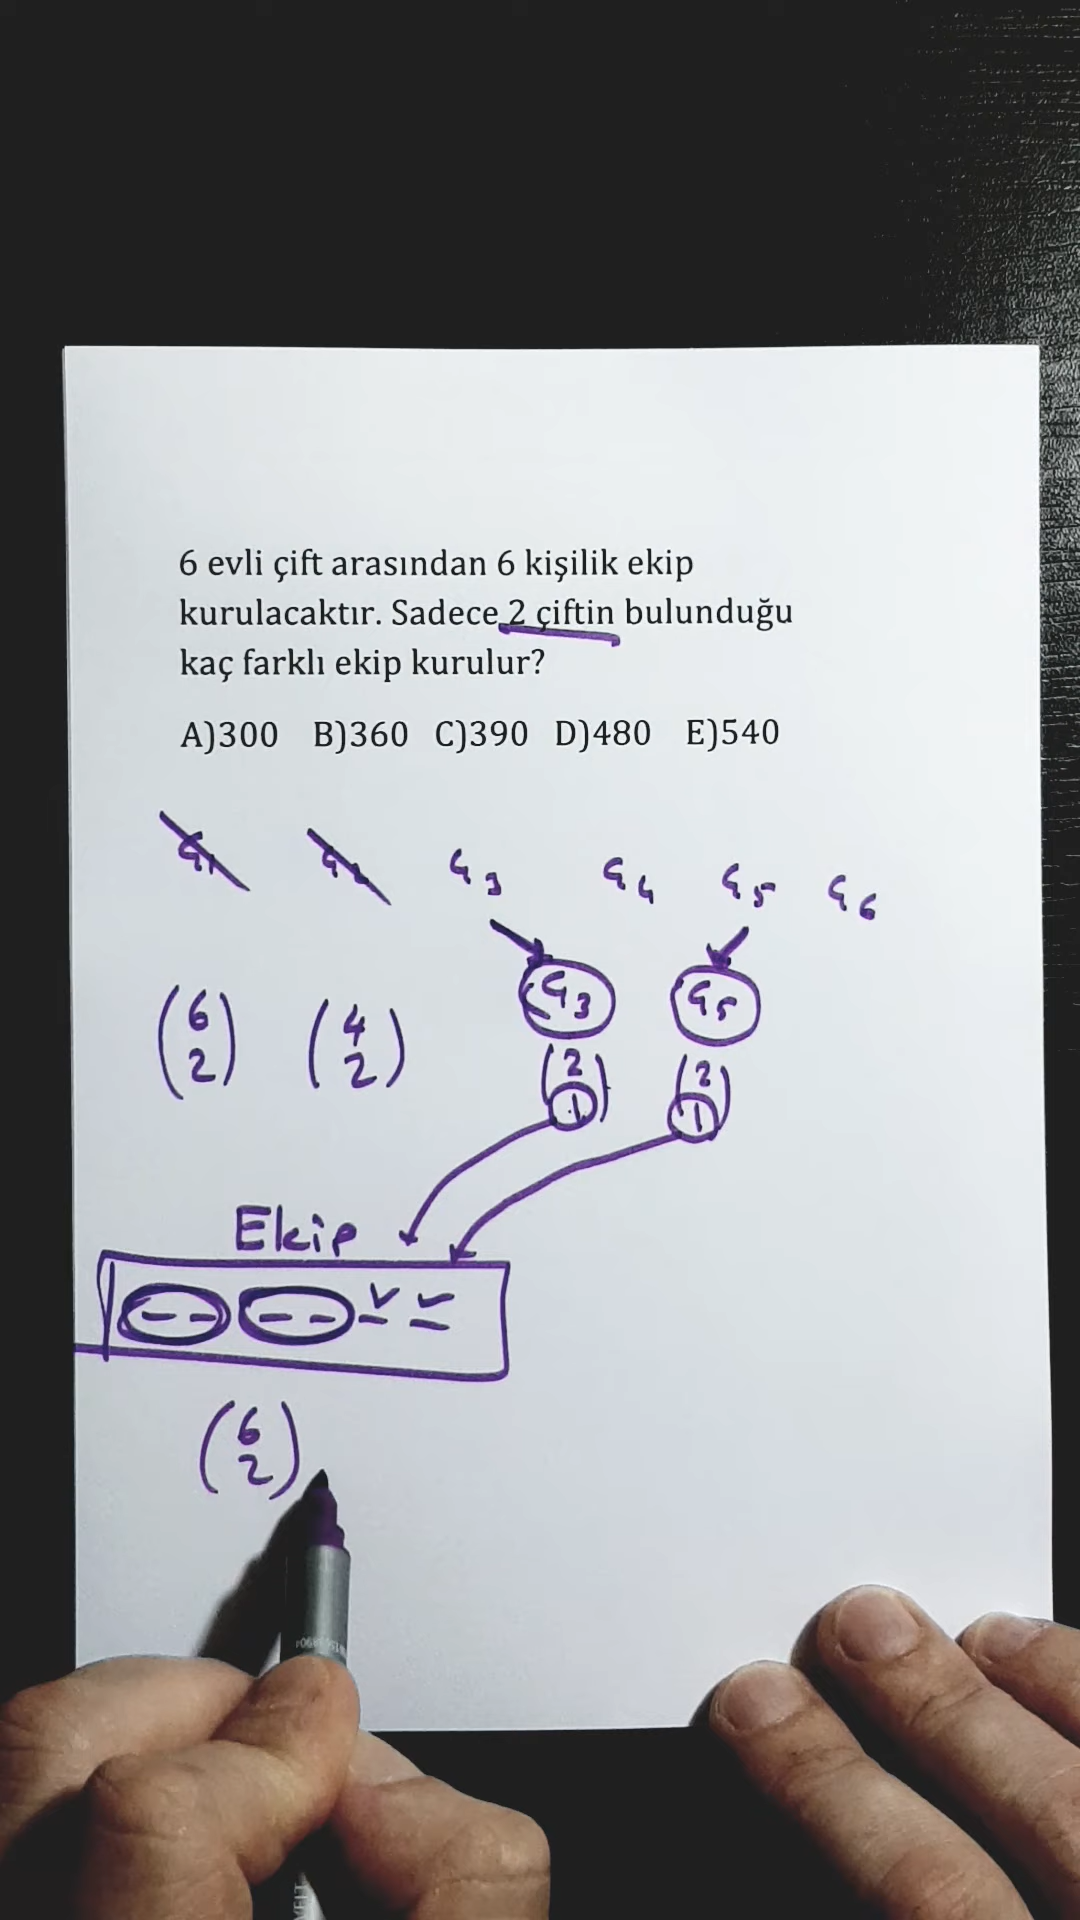 6 evli çift arasından 6 kişilik ekip
kurulacaktır. Sadece 2 çiftin bulunduğu
kaç farklı ekip kurulur?
A)300 B)360 C)390 D)480 E)540
Ç1 Ç2 Ç3 Ç4 Ç5 Ç6
Ç3 Ç5
(6 2) (4 2) (2 1) (2 1)
Ekip
(6 2)